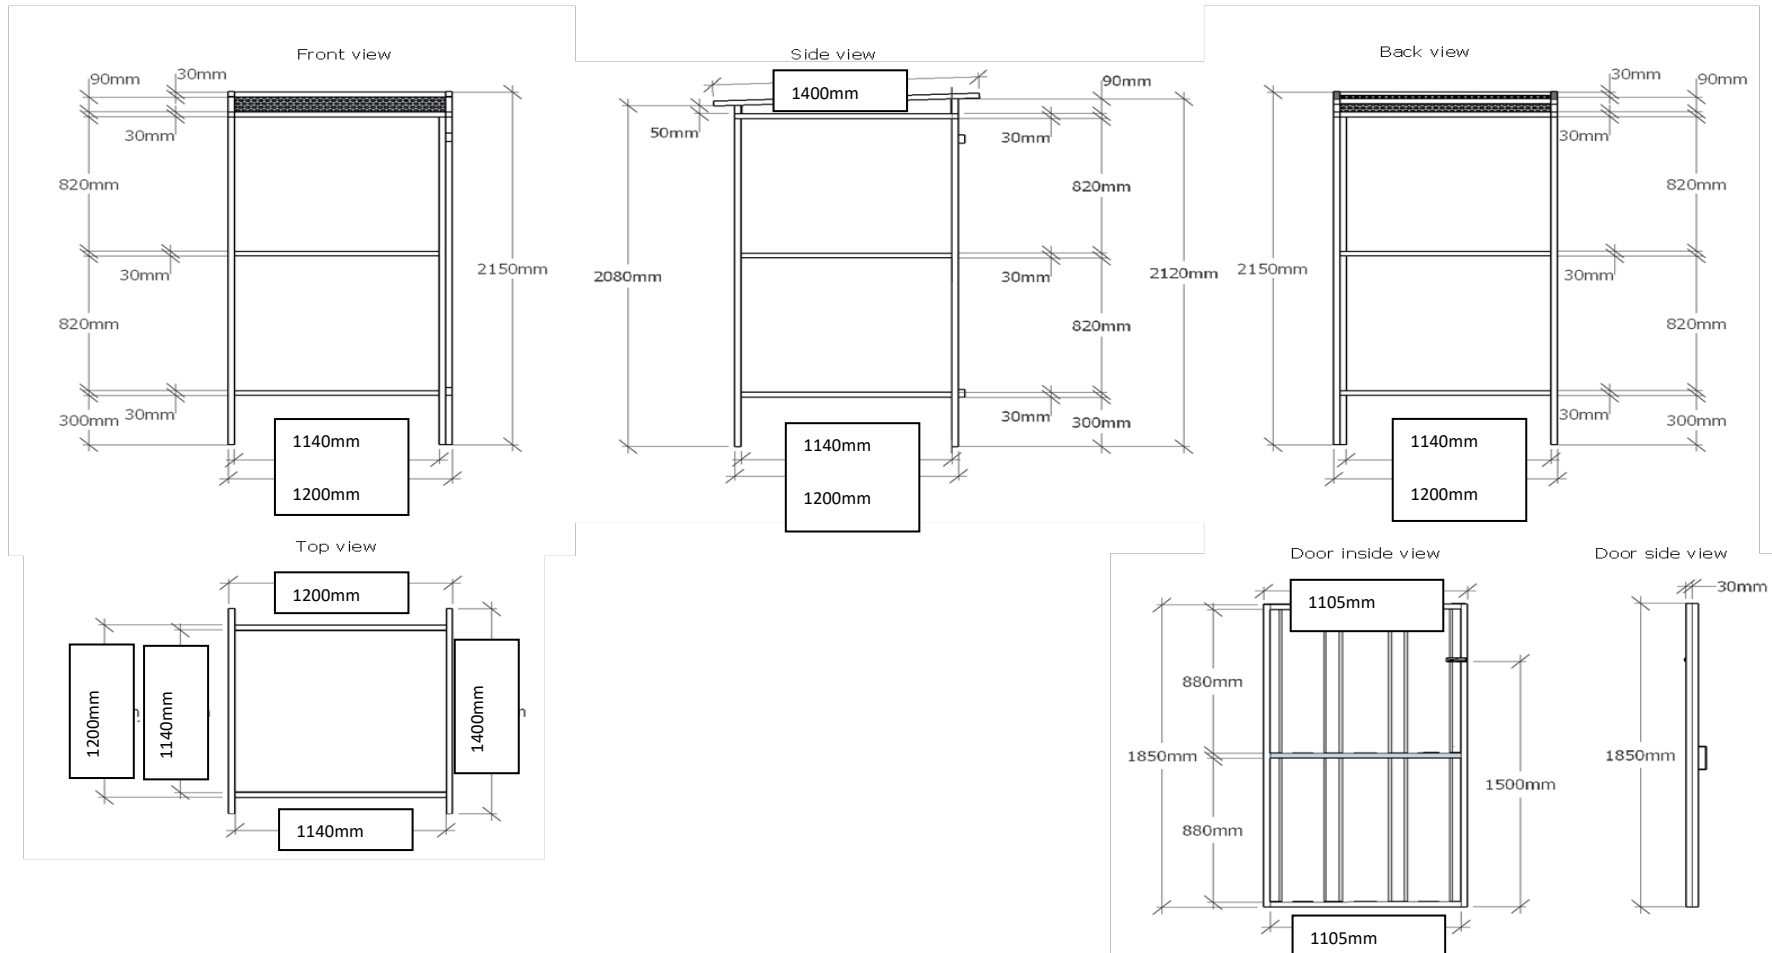 Front view
90mm
30mm
30mm
820mm
30mm
820mm
30mm
300mm
2150mm
1140mm
1200mm
Side view
1400mm
90mm
50mm
30mm
820mm
2080mm
30mm
2120mm
820mm
30mm
300mm
1140mm
1200mm
Back view
30mm
90mm
30mm
820mm
2150mm
30mm
820mm
30mm
300mm
1140mm
1200mm
Top view
1200mm
1200mm
1140mm
1400mm
1140mm
Door inside view
1105mm
880mm
1850mm
1500mm
880mm
1105mm
Door side view
30mm
1850mm